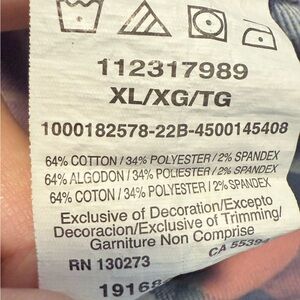 112317989
XL/XG/TG
1000182578-22B-4500145408
64% COTTON / 34% POLYESTER / 2% SPANDEX
64% ALGODON / 34% POLIESTER / 2% SPANDEX
64% COTON / 34% POLYESTER / 2% SPANDEX
Exclusive of Decoration/Excepto
Decoracion/Exclusive of Trimming/
Garniture Non Comprise
RN 130273 CA 55394
19168